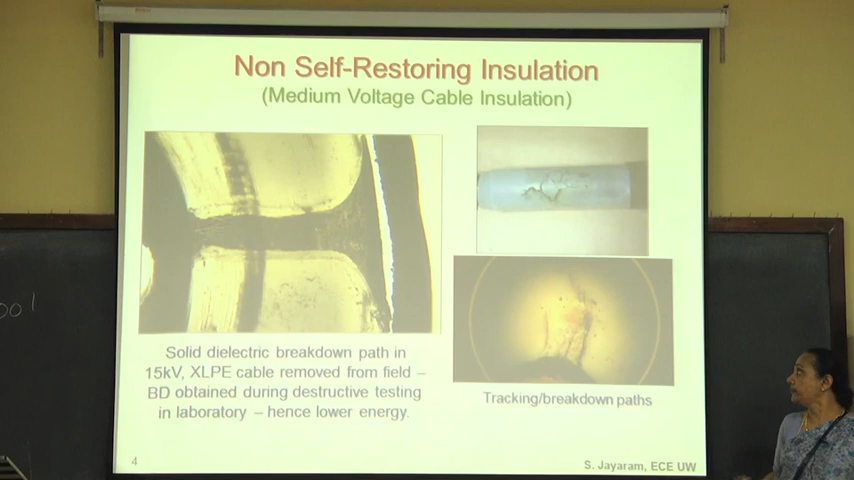 Non Self-Restoring Insulation
(Medium Voltage Cable Insulation)
Solid dielectric breakdown path in
15kV, XLPE cable removed from field –
BD obtained during destructive testing
in laboratory – hence lower energy.
Tracking/breakdown paths
4
S. Jayaram, ECE UW